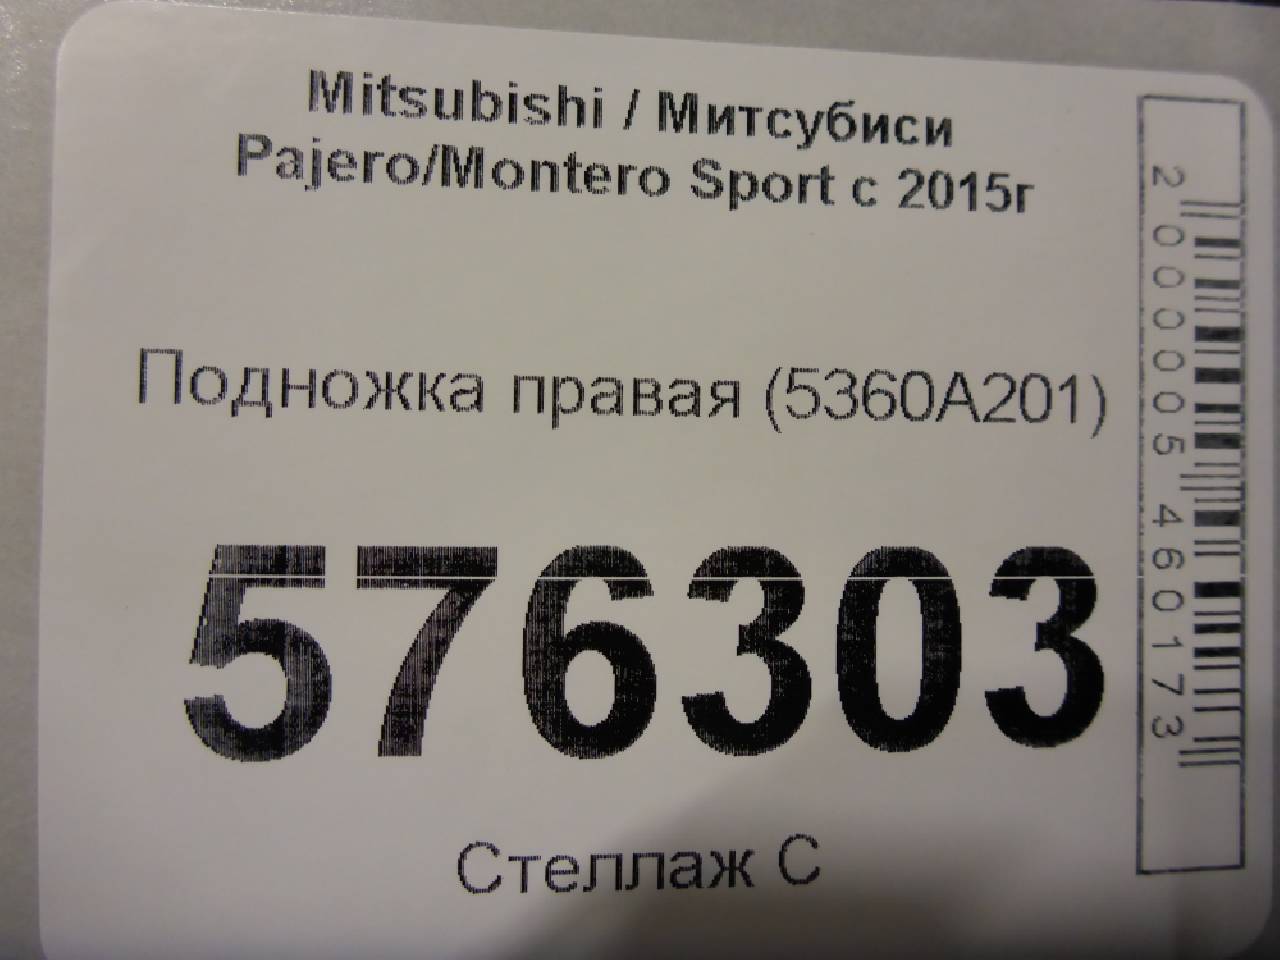 Mitsubishi / Митсубиси
Pajero/Montero Sport с 2015г
Подножка правая (5360A201)
576303
Стеллаж С
2000005460173